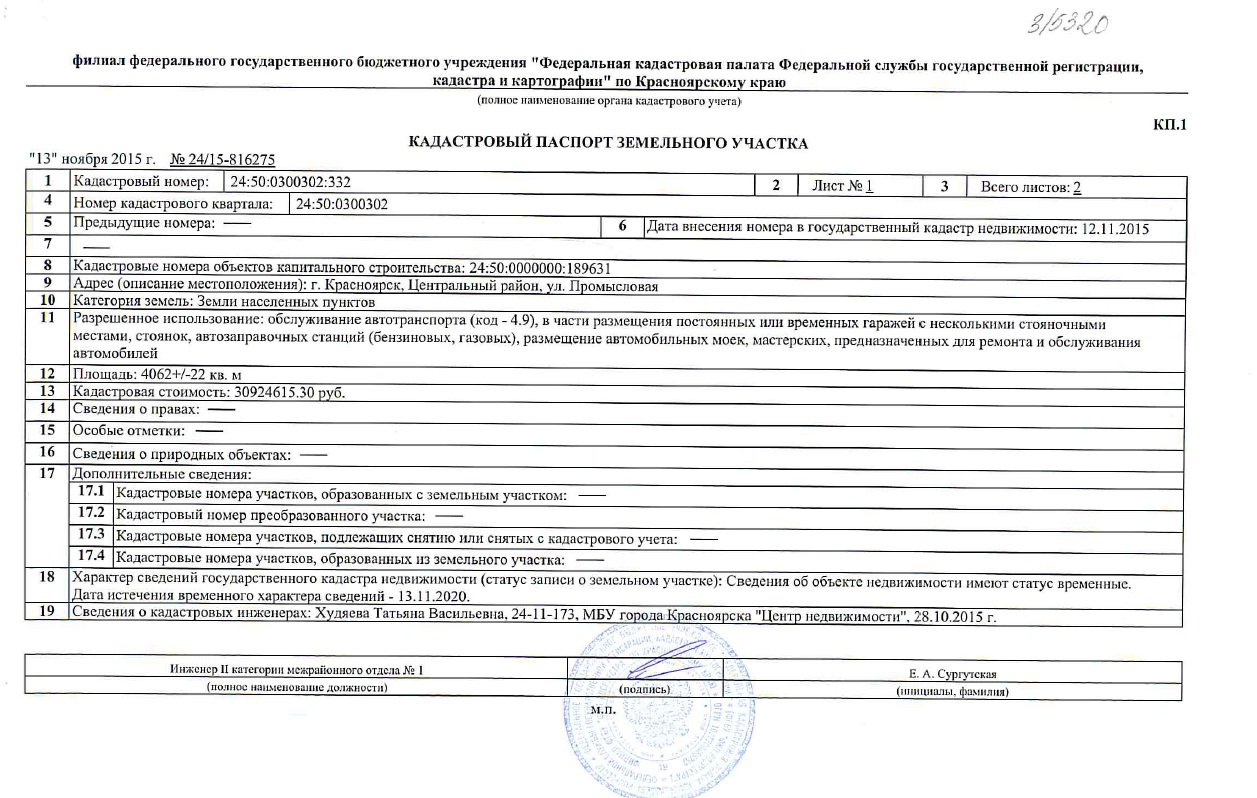 3/5320
филиал федерального государственного бюджетного учреждения "Федеральная кадастровая палата Федеральной службы государственной регистрации,
кадастра и картографии" по Красноярскому краю
(полное наименование органа кадастрового учета)
КП.1
КАДАСТРОВЫЙ ПАСПОРТ ЗЕМЕЛЬНОГО УЧАСТКА
"13" ноября 2015 г. № 24/15-816275
1 Кадастровый номер: 24:50:0300302:332 2 Лист № 1 3 Всего листов: 2
4 Номер кадастрового квартала: 24:50:0300302
5 Предыдущие номера: —— 6 Дата внесения номера в государственный кадастр недвижимости: 12.11.2015
7 ——
8 Кадастровые номера объектов капитального строительства: 24:50:0000000:189631
9 Адрес (описание местоположения): г. Красноярск, Центральный район, ул. Промысловая
10 Категория земель: Земли населенных пунктов
11 Разрешенное использование: обслуживание автотранспорта (код - 4.9), в части размещения постоянных или временных гаражей с несколькими стояночными
местами, стоянок, автозаправочных станций (бензиновых, газовых), размещение автомобильных моек, мастерских, предназначенных для ремонта и обслуживания
автомобилей
12 Площадь: 4062+/-22 кв. м
13 Кадастровая стоимость: 30924615.30 руб.
14 Сведения о правах: ——
15 Особые отметки: ——
16 Сведения о природных объектах: ——
17 Дополнительные сведения:
17.1 Кадастровые номера участков, образованных с земельным участком: ——
17.2 Кадастровый номер преобразованного участка: ——
17.3 Кадастровые номера участков, подлежащих снятию или снятых с кадастрового учета: ——
17.4 Кадастровые номера участков, образованных из земельного участка: ——
18 Характер сведений государственного кадастра недвижимости (статус записи о земельном участке): Сведения об объекте недвижимости имеют статус временные.
Дата истечения временного характера сведений - 13.11.2020.
19 Сведения о кадастровых инженерах: Худяева Татьяна Васильевна, 24-11-173, МБУ города Красноярска "Центр недвижимости", 28.10.2015 г.
Инженер II категории межрайонного отдела № 1 Е. А. Сургутская
(полное наименование должности) (подпись) (инициалы, фамилия)
М.П.